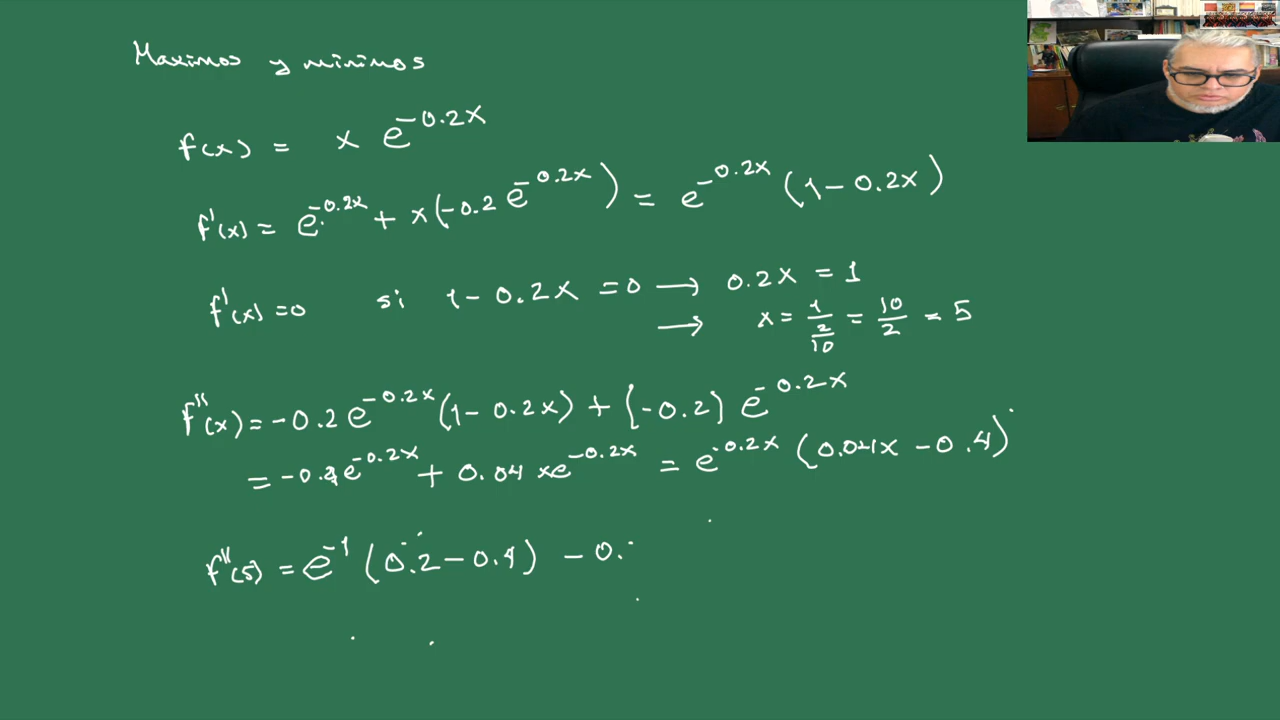 Maximos y minimos
f(x) = x e^{-0.2x}
f'(x) = e^{-0.2x} + x(-0.2 e^{-0.2x}) = e^{-0.2x} (1 - 0.2x)
f'(x) = 0 si 1 - 0.2x = 0 → 0.2x = 1
→ x = 1/(2/10) = 10/2 = 5
f''(x) = -0.2 e^{-0.2x} (1 - 0.2x) + (-0.2) e^{-0.2x}
= -0.4 e^{-0.2x} + 0.04 x e^{-0.2x} = e^{-0.2x} (0.04x - 0.4)
f''(5) = e^{-1} (0.2 - 0.4) - 0.